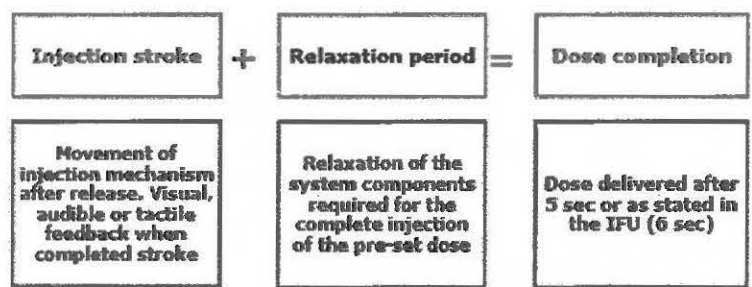 Injection stroke + Relaxation period = Dose completion
Movement of
injection mechanism
after release. Visual,
audible or tactile
feedback when
completed stroke
Relaxation of the
system components
required for the
complete injection
of the pre-set dose
Dose delivered after
5 sec or as stated in
the IFU (6 sec)